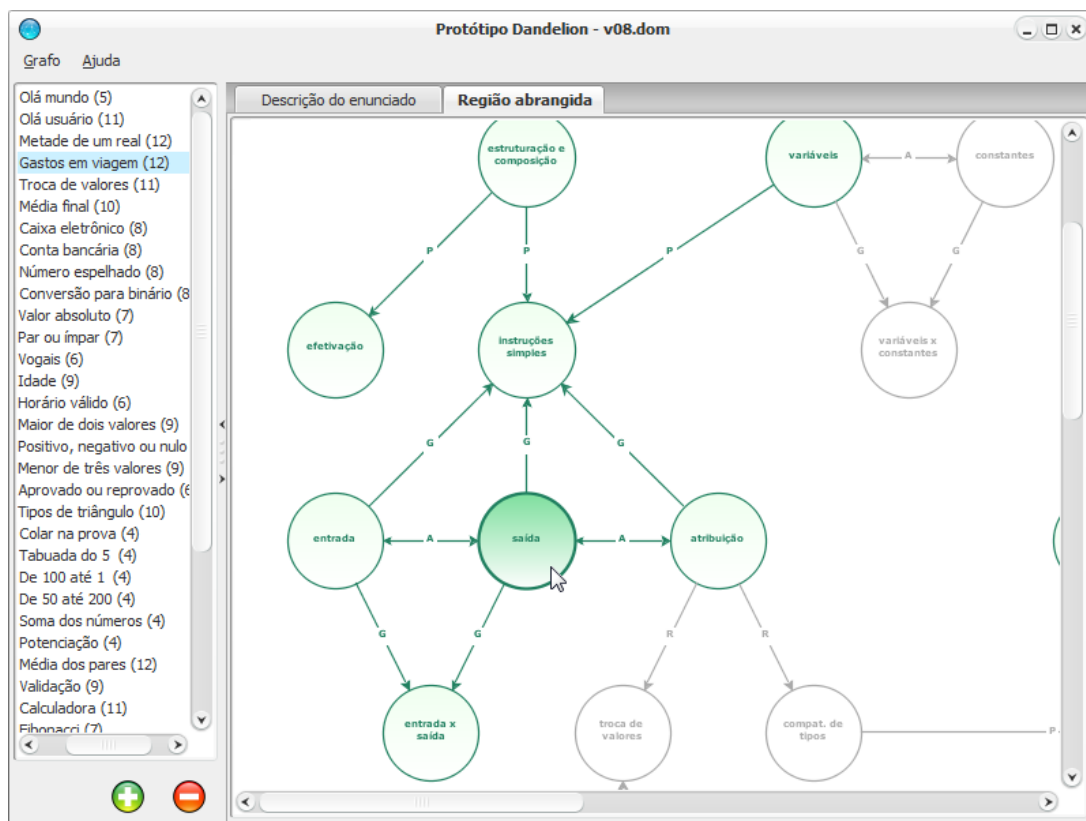 Protótipo Dandelion - v08.dom
Grafo Ajuda
Olá mundo (5)
Olá usuário (11)
Metade de um real (12)
Gastos em viagem (12)
Troca de valores (11)
Média final (10)
Caixa eletrônico (8)
Conta bancária (8)
Número espelhado (8)
Conversão para binário (8
Valor absoluto (7)
Par ou ímpar (7)
Vogais (6)
Idade (9)
Horário válido (6)
Maior de dois valores (9)
Positivo, negativo ou nulo
Menor de três valores (9)
Aprovado ou reprovado (6
Tipos de triângulo (10)
Colar na prova (4)
Tabuada do 5 (4)
De 100 até 1 (4)
De 50 até 200 (4)
Soma dos números (4)
Potenciação (4)
Média dos pares (12)
Validação (9)
Calculadora (11)
Fibonacci (7)
Descrição do enunciado
Região abrangida
estruturação e
composição
variáveis
A
constantes
P
P
P
G
G
efetivação
instruções
simples
variáveis x
constantes
G
G
G
entrada
A
saída
A
atribuição
G
G
R
R
entrada x
saída
troca de
valores
compat. de
tipos
P